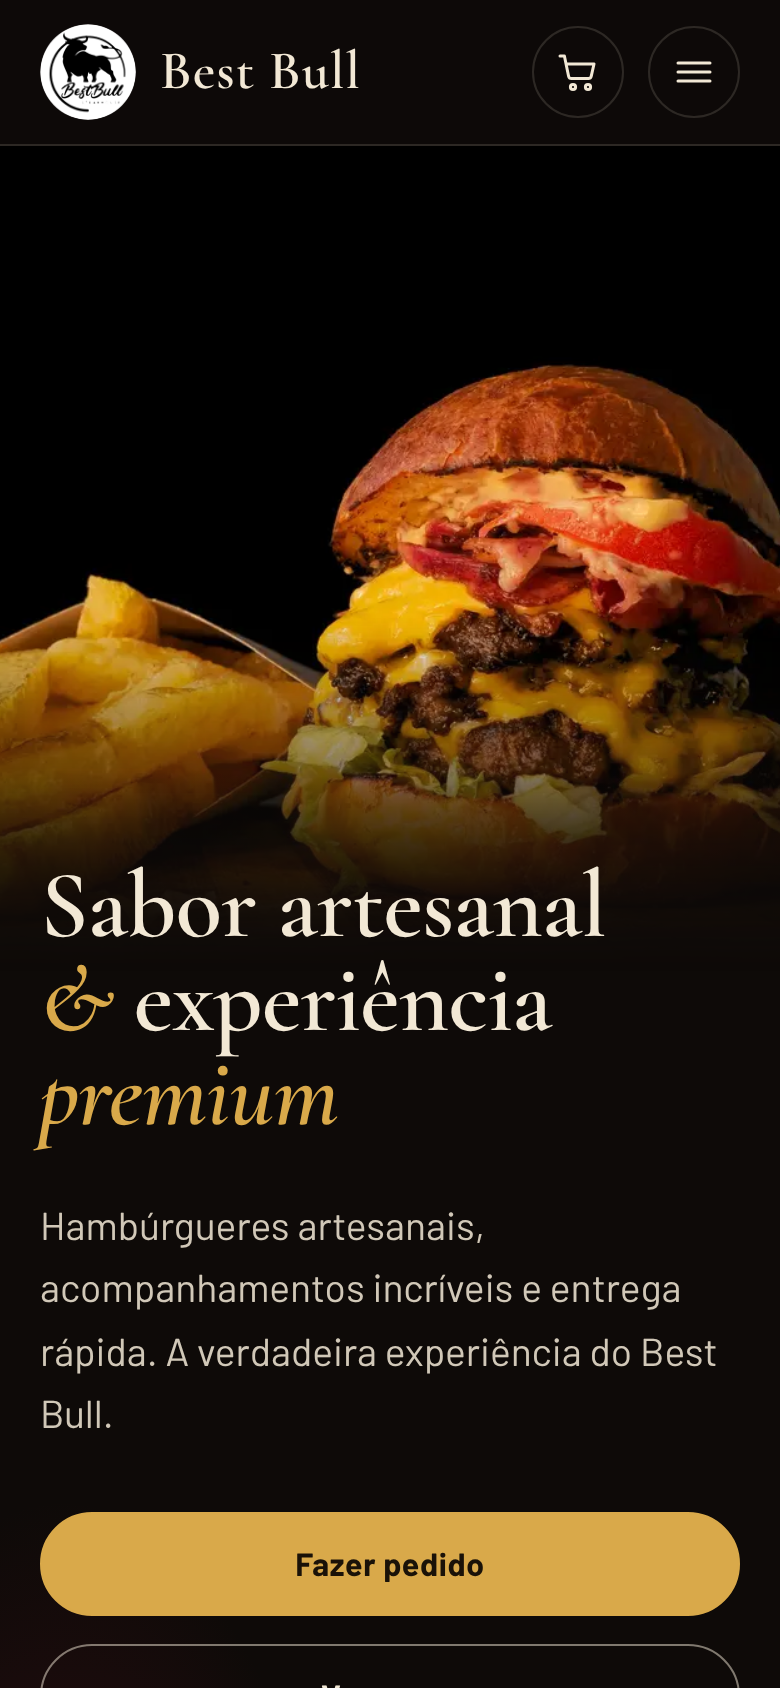 BestBull
Best Bull
Sabor artesanal
& experiência
premium
Hambúrgueres artesanais,
acompanhamentos incríveis e entrega
rápida. A verdadeira experiência do Best
Bull.
Fazer pedido